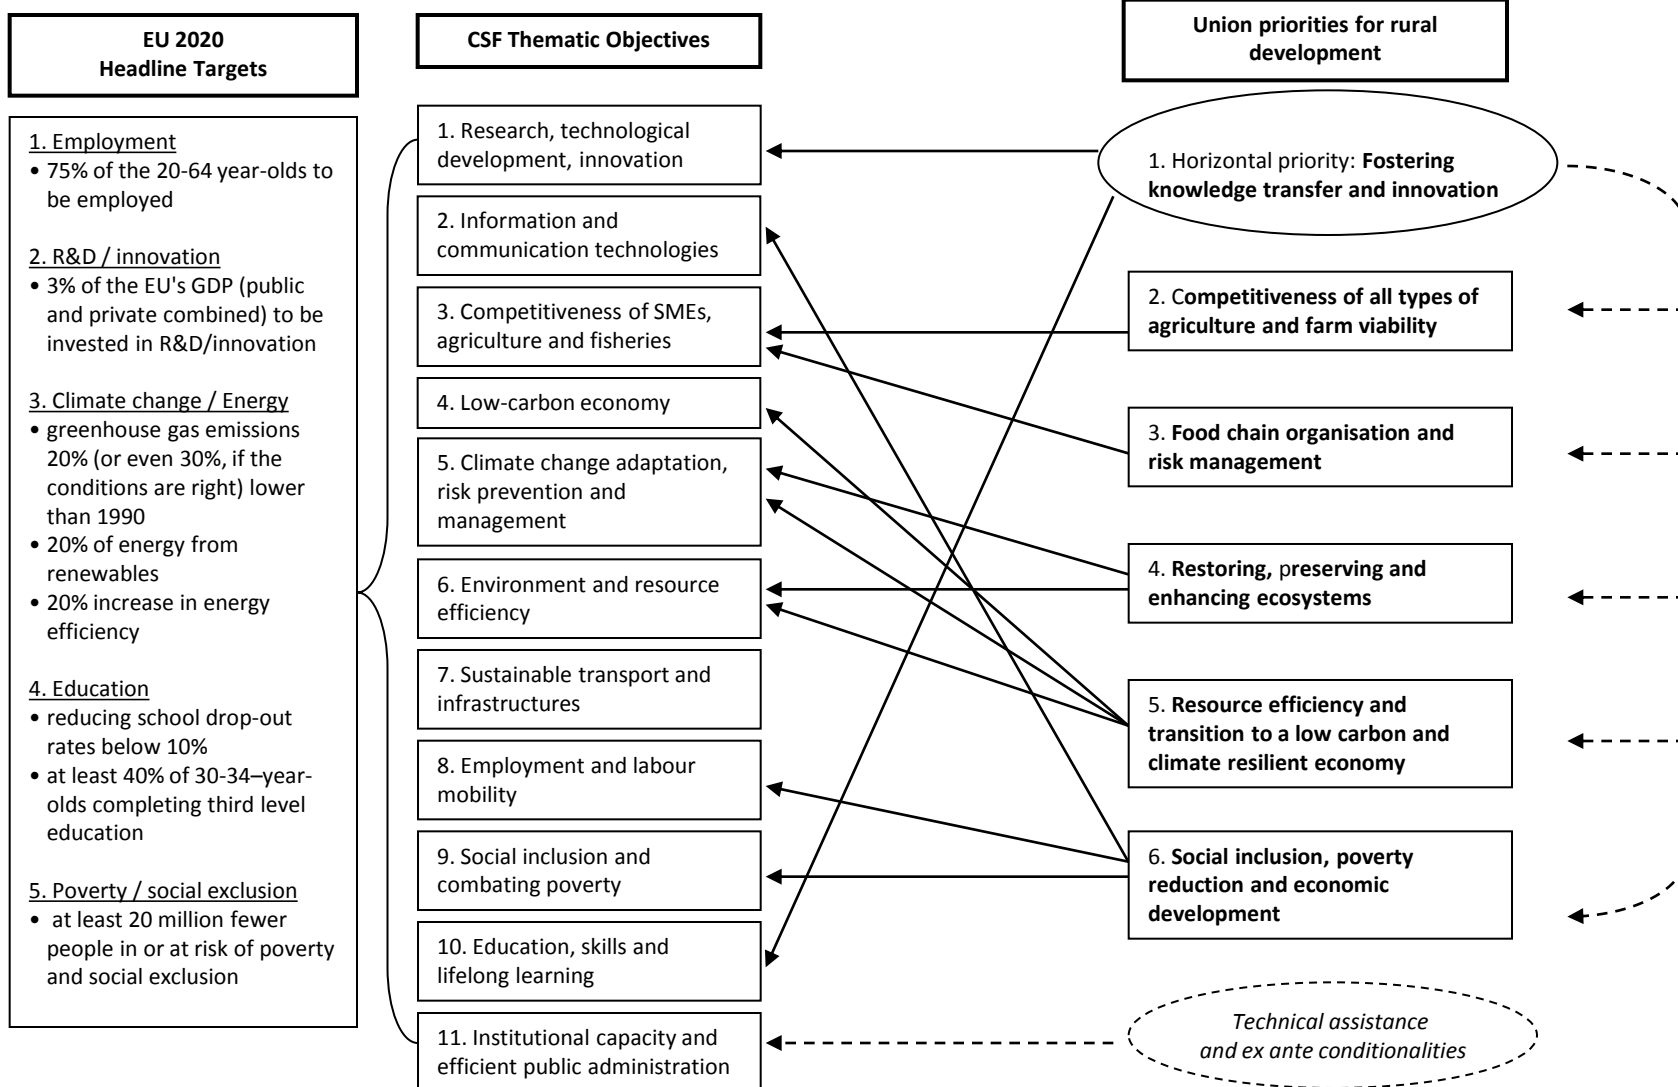 EU 2020
Headline Targets
1. Employment
• 75% of the 20-64 year-olds to
be employed
2. R&D / innovation
• 3% of the EU's GDP (public
and private combined) to be
invested in R&D/innovation
3. Climate change / Energy
• greenhouse gas emissions
20% (or even 30%, if the
conditions are right) lower
than 1990
• 20% of energy from
renewables
• 20% increase in energy
efficiency
4. Education
• reducing school drop-out
rates below 10%
• at least 40% of 30-34–year-
olds completing third level
education
5. Poverty / social exclusion
• at least 20 million fewer
people in or at risk of poverty
and social exclusion
CSF Thematic Objectives
1. Research, technological
development, innovation
2. Information and
communication technologies
3. Competitiveness of SMEs,
agriculture and fisheries
4. Low-carbon economy
5. Climate change adaptation,
risk prevention and
management
6. Environment and resource
efficiency
7. Sustainable transport and
infrastructures
8. Employment and labour
mobility
9. Social inclusion and
combating poverty
10. Education, skills and
lifelong learning
11. Institutional capacity and
efficient public administration
Union priorities for rural
development
1. Horizontal priority: Fostering
knowledge transfer and innovation
2. Competitiveness of all types of
agriculture and farm viability
3. Food chain organisation and
risk management
4. Restoring, preserving and
enhancing ecosystems
5. Resource efficiency and
transition to a low carbon and
climate resilient economy
6. Social inclusion, poverty
reduction and economic
development
Technical assistance
and ex ante conditionalities